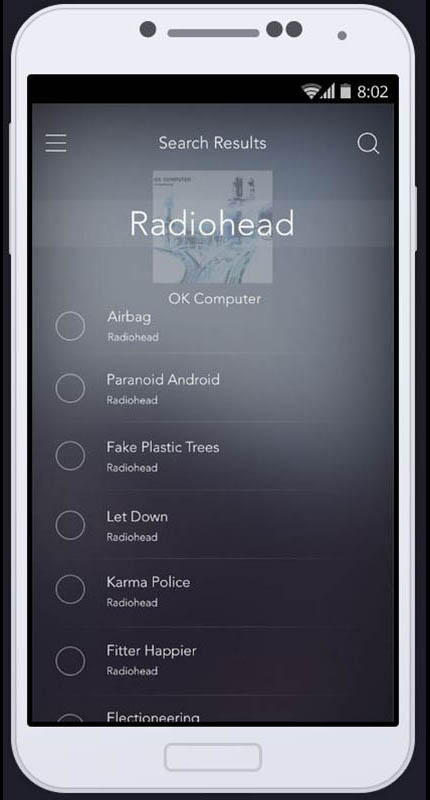 8:02
Search Results
OK COMPUTER
Radiohead
OK Computer
Airbag
Radiohead
Paranoid Android
Radiohead
Fake Plastic Trees
Radiohead
Let Down
Radiohead
Karma Police
Radiohead
Fitter Happier
Radiohead
Electioneering